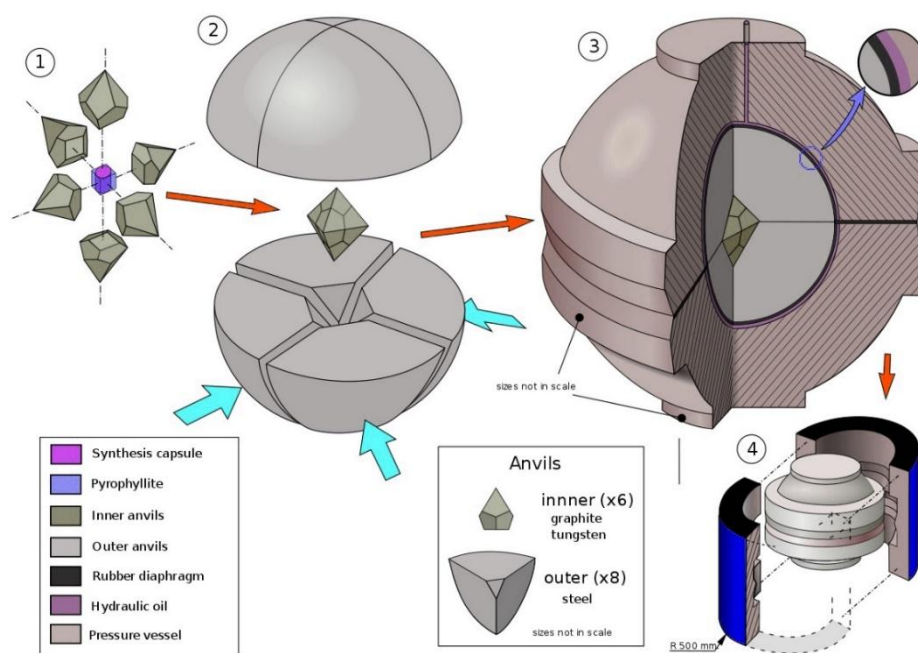 1
2
3
sizes not in scale
4
Synthesis capsule
Pyrophyllite
Inner anvils
Outer anvils
Rubber diaphragm
Hydraulic oil
Pressure vessel
Anvils
innner (x6)
graphite
tungsten
outer (x8)
steel
sizes not in scale
R 500 mm